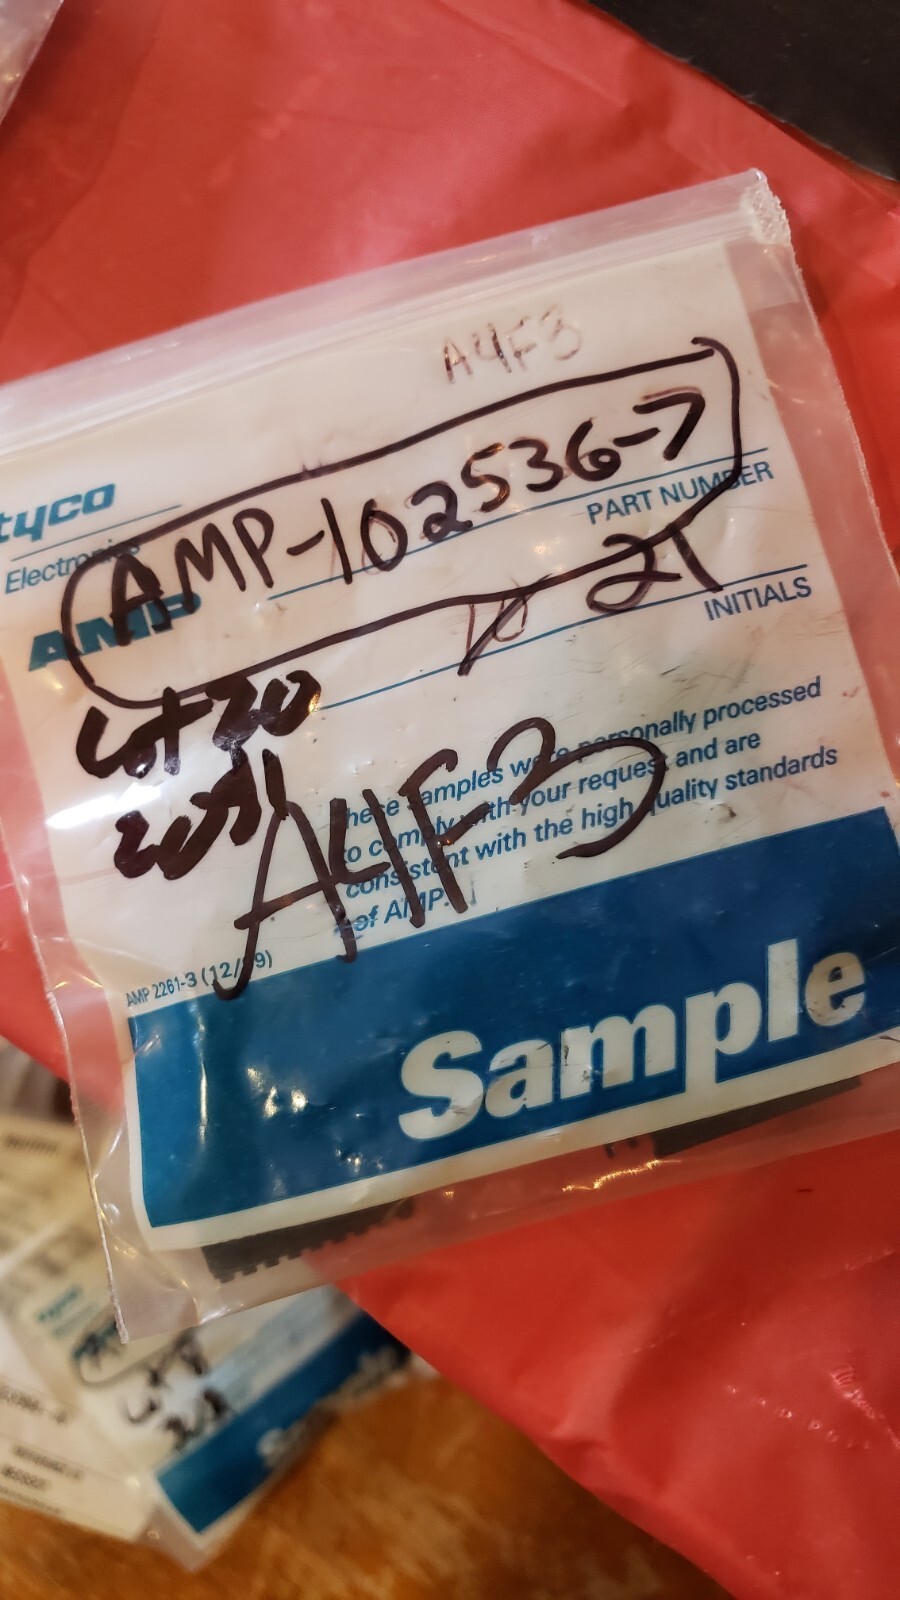 A4F3
tyco
Electronics
AMP
AMP-102536-7
PART NUMBER
10 21
INITIALS
Lot 20
A4F3
These samples were personally processed
to comply with your request and are
consistent with the high quality standards
of AMP.
AMP 2261-3 (12/99)
Sample